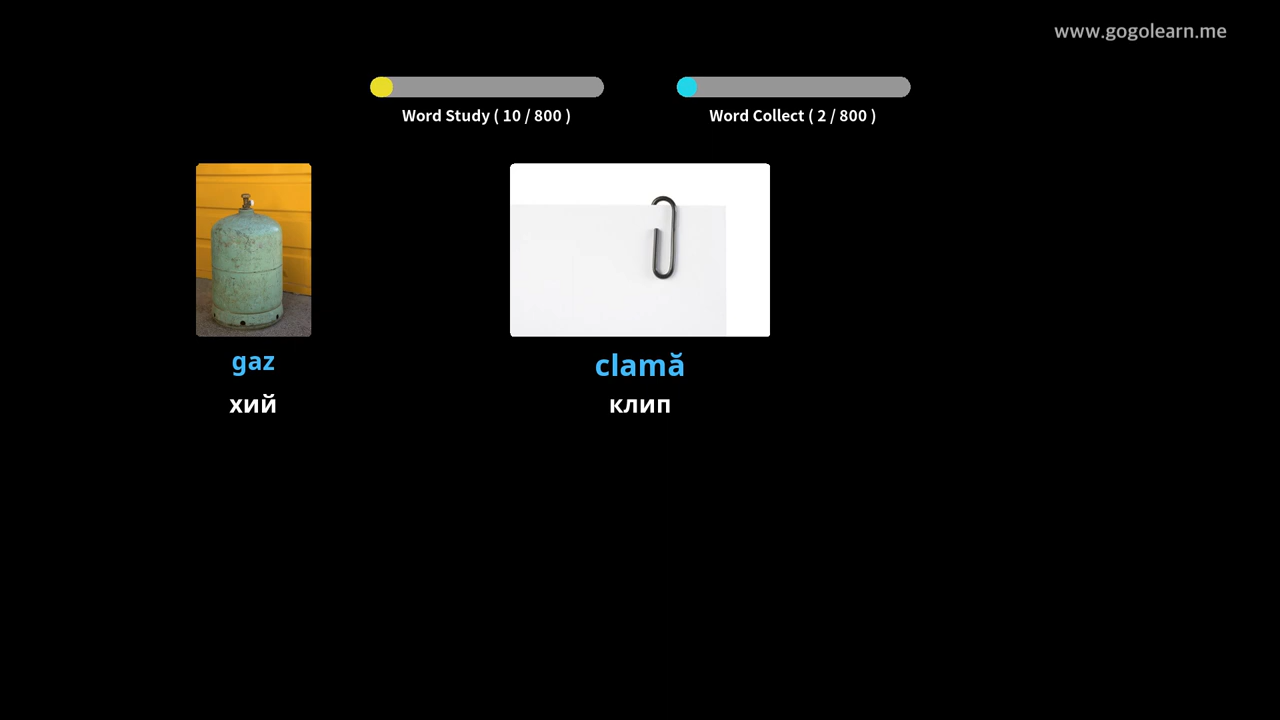 www.gogolearn.me
Word Study ( 10 / 800 )
Word Collect ( 2 / 800 )
gaz
хий
clamă
клип